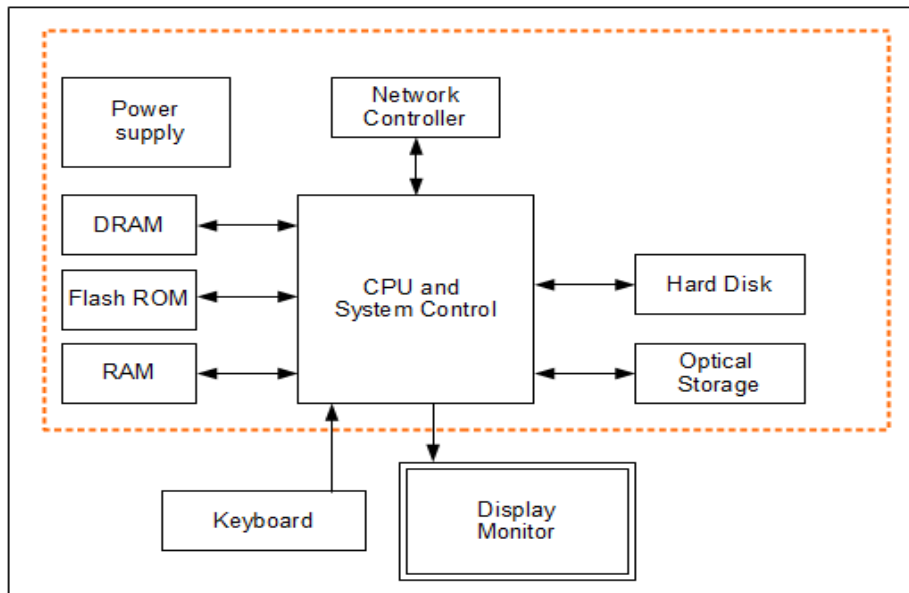 Power
supply
Network
Controller
DRAM
Flash ROM
RAM
CPU and
System Control
Hard Disk
Optical
Storage
Keyboard
Display
Monitor